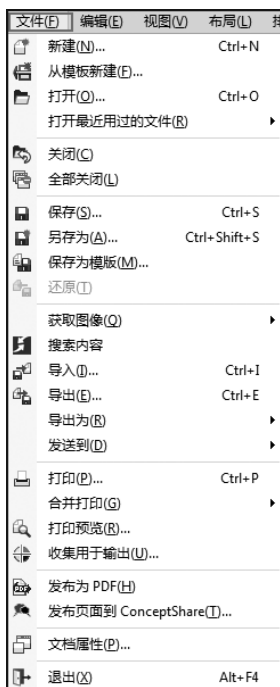 文件(F) 编辑(E) 视图(V) 布局(L)
新建(N)... Ctrl+N
从模板新建(F)...
打开(O)... Ctrl+O
打开最近用过的文件(R)
关闭(C)
全部关闭(L)
保存(S)... Ctrl+S
另存为(A)... Ctrl+Shift+S
保存为模版(M)...
还原(T)
获取图像(Q)
搜索内容
导入(I)... Ctrl+I
导出(E)... Ctrl+E
导出为(R)
发送到(D)
打印(P)... Ctrl+P
合并打印(G)
打印预览(R)...
收集用于输出(U)...
发布为 PDF(H)
发布页面到 ConceptShare(T)...
文档属性(P)...
退出(X) Alt+F4